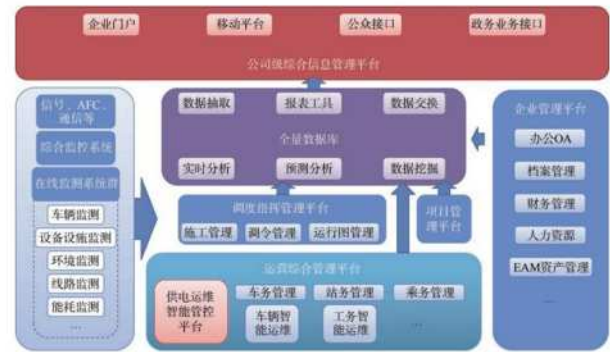 企业门户
移动平台
公众接口
政务业务接口
公司级综合信息管理平台
信号、AFC、
通信等
综合监控系统
在线监测系统群
车辆监测
设备设施监测
环境监测
线路监测
能耗监测
...
数据抽取
报表工具
数据交换
全量数据库
实时分析
预测分析
数据挖掘
调度指挥管理平台
施工管理
调令管理
运行图管理
项目管
理平台
运营综合管理平台
供电运维
智能管控
平台
车务管理
站务管理
乘务管理
车辆智
能运维
工务智
能运维
...
企业管理平台
办公OA
档案管理
财务管理
人力资源
EAM资产管理
...